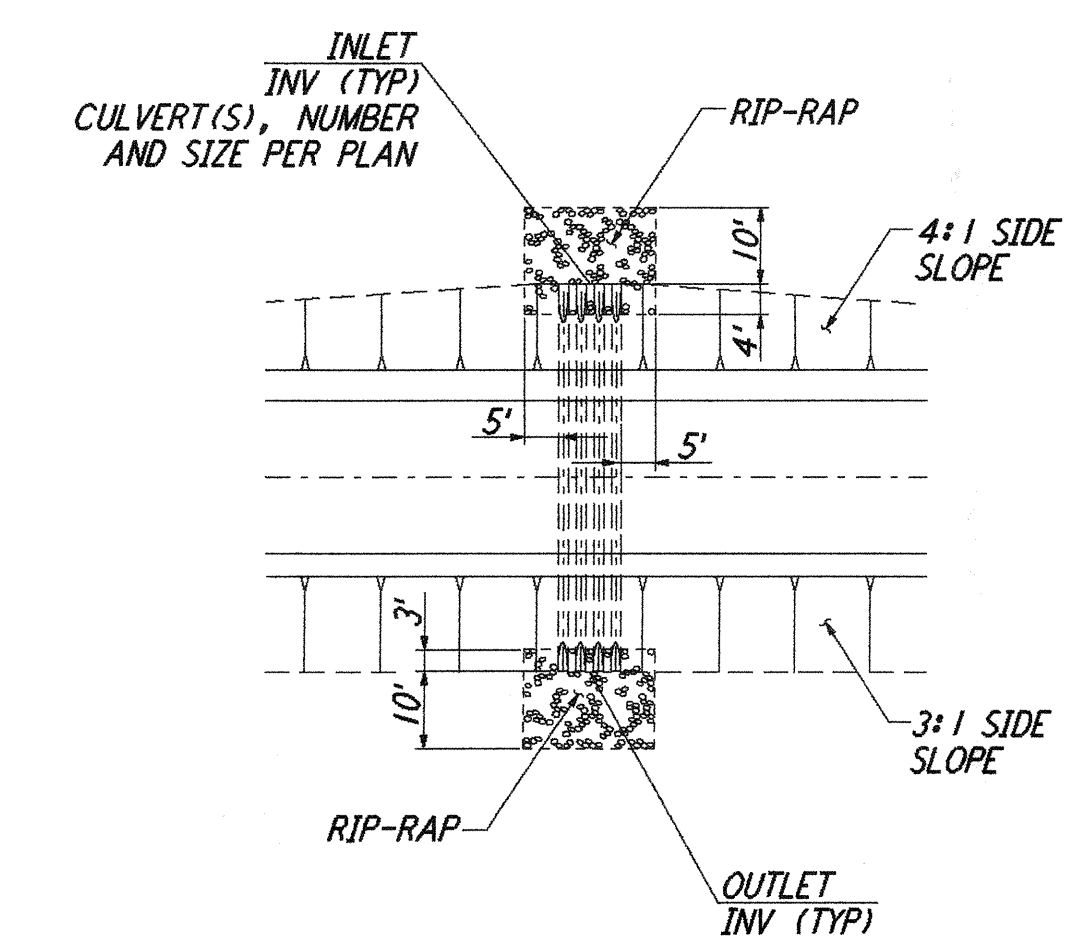 INLET
INV (TYP)
CULVERT(S), NUMBER
AND SIZE PER PLAN
RIP-RAP
10'
4:1 SIDE
SLOPE
4'
5'
5'
3'
10'
3:1 SIDE
SLOPE
RIP-RAP
OUTLET
INV (TYP)